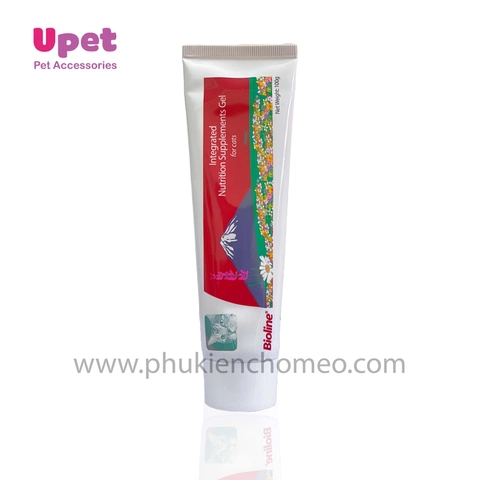 Upet
Pet Accessories
Integrated
Nutrition Supplements Gel
for cats
Net Weight: 100g
Bioline®
www.phukienchomeo.com